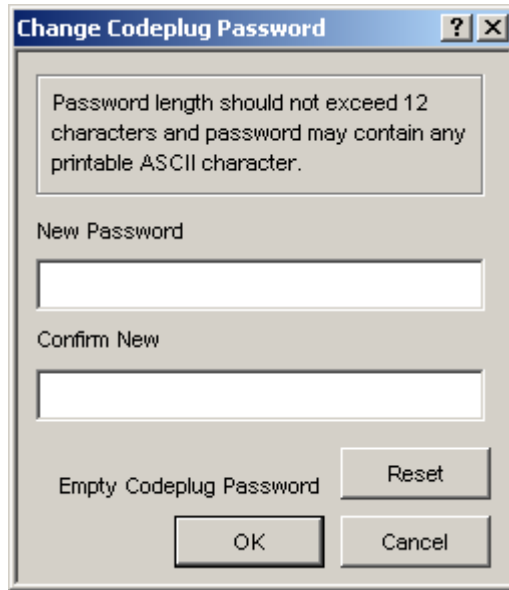 Change Codeplug Password
Password length should not exceed 12
characters and password may contain any
printable ASCII character.
New Password
Confirm New
Empty Codeplug Password
Reset
OK
Cancel